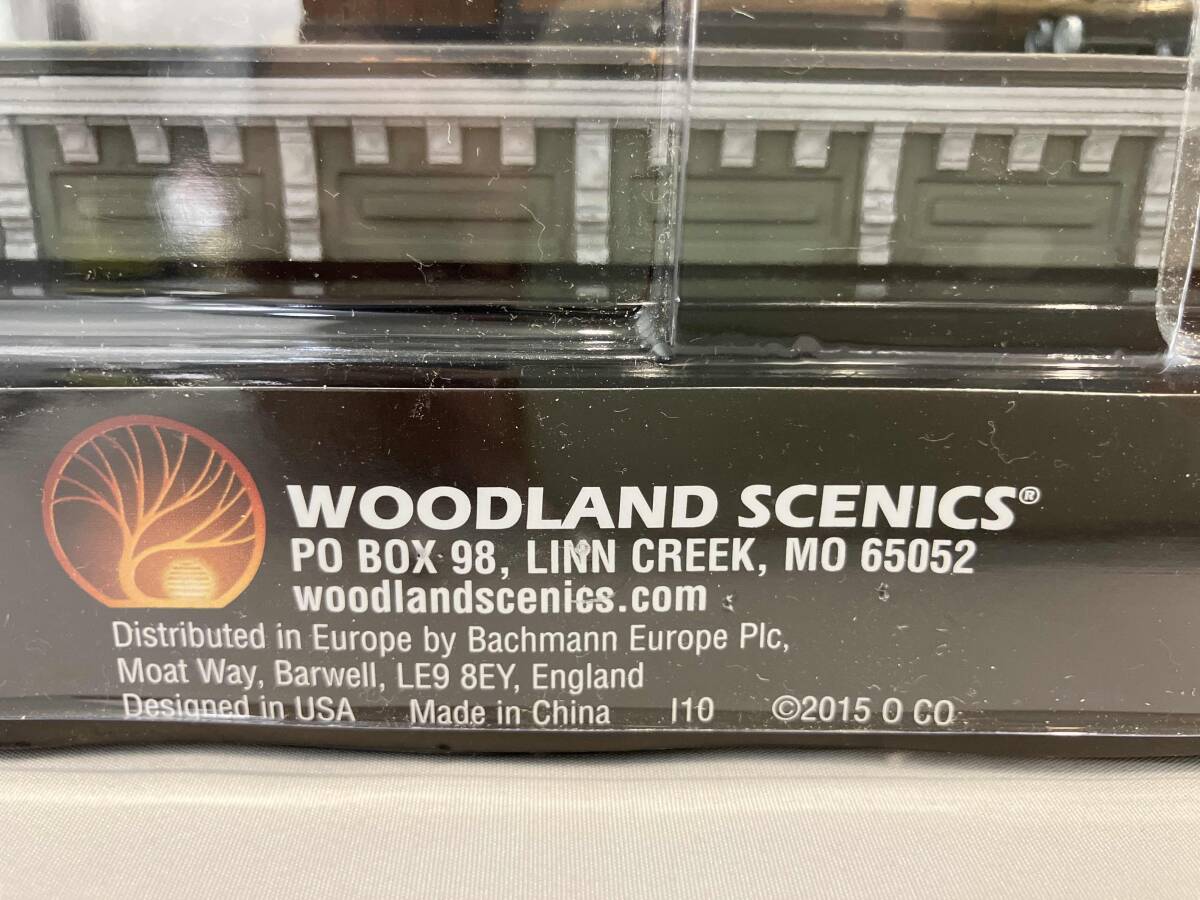 WOODLAND SCENICS®
PO BOX 98, LINN CREEK, MO 65052
woodlandscenics.com
Distributed in Europe by Bachmann Europe Plc,
Moat Way, Barwell, LE9 8EY, England
Designed in USA Made in China I10 ©2015 O CO